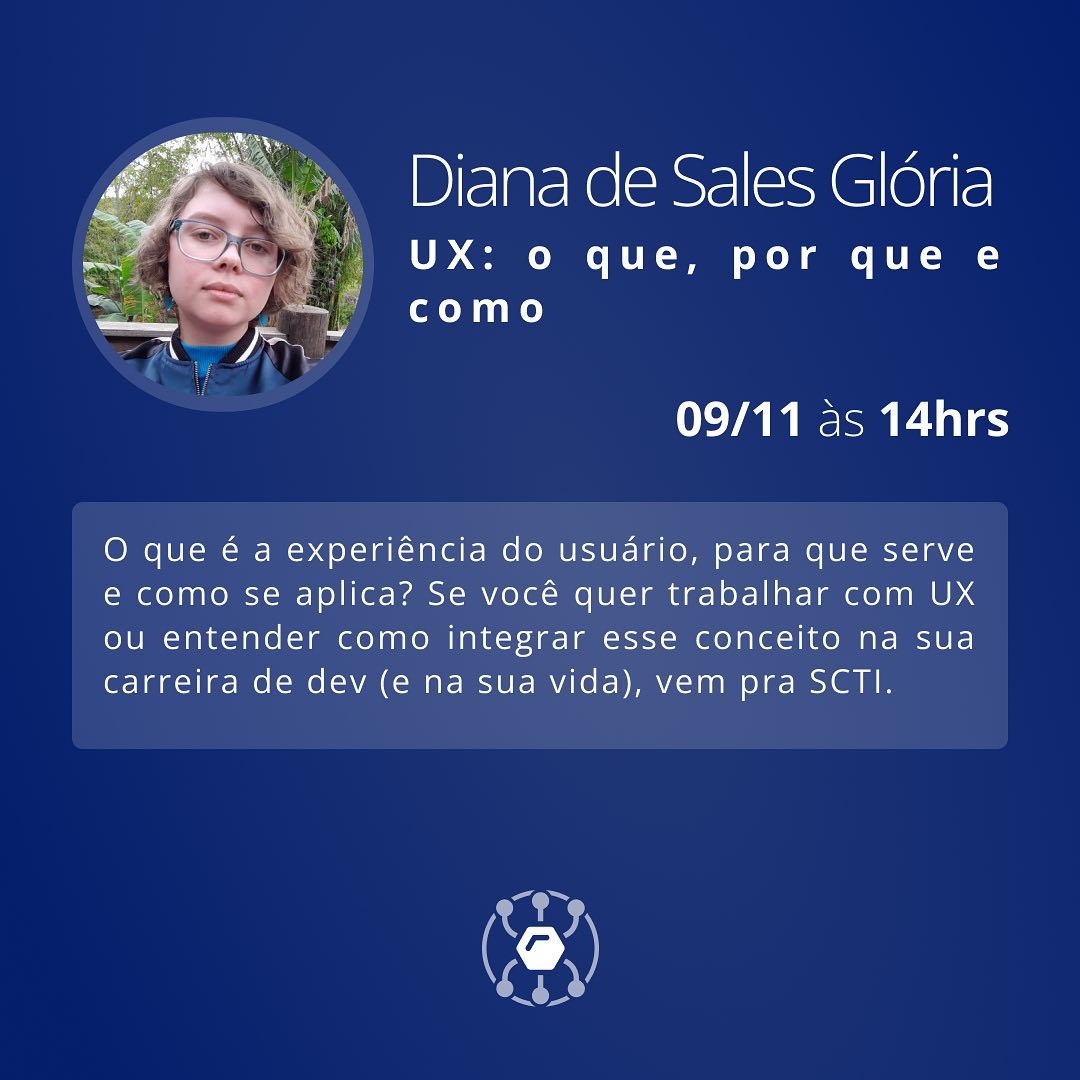 Diana de Sales Glória
UX: o que, por que e
como
09/11 às 14hrs
O que é a experiência do usuário, para que serve
e como se aplica? Se você quer trabalhar com UX
ou entender como integrar esse conceito na sua
carreira de dev (e na sua vida), vem pra SCTI.